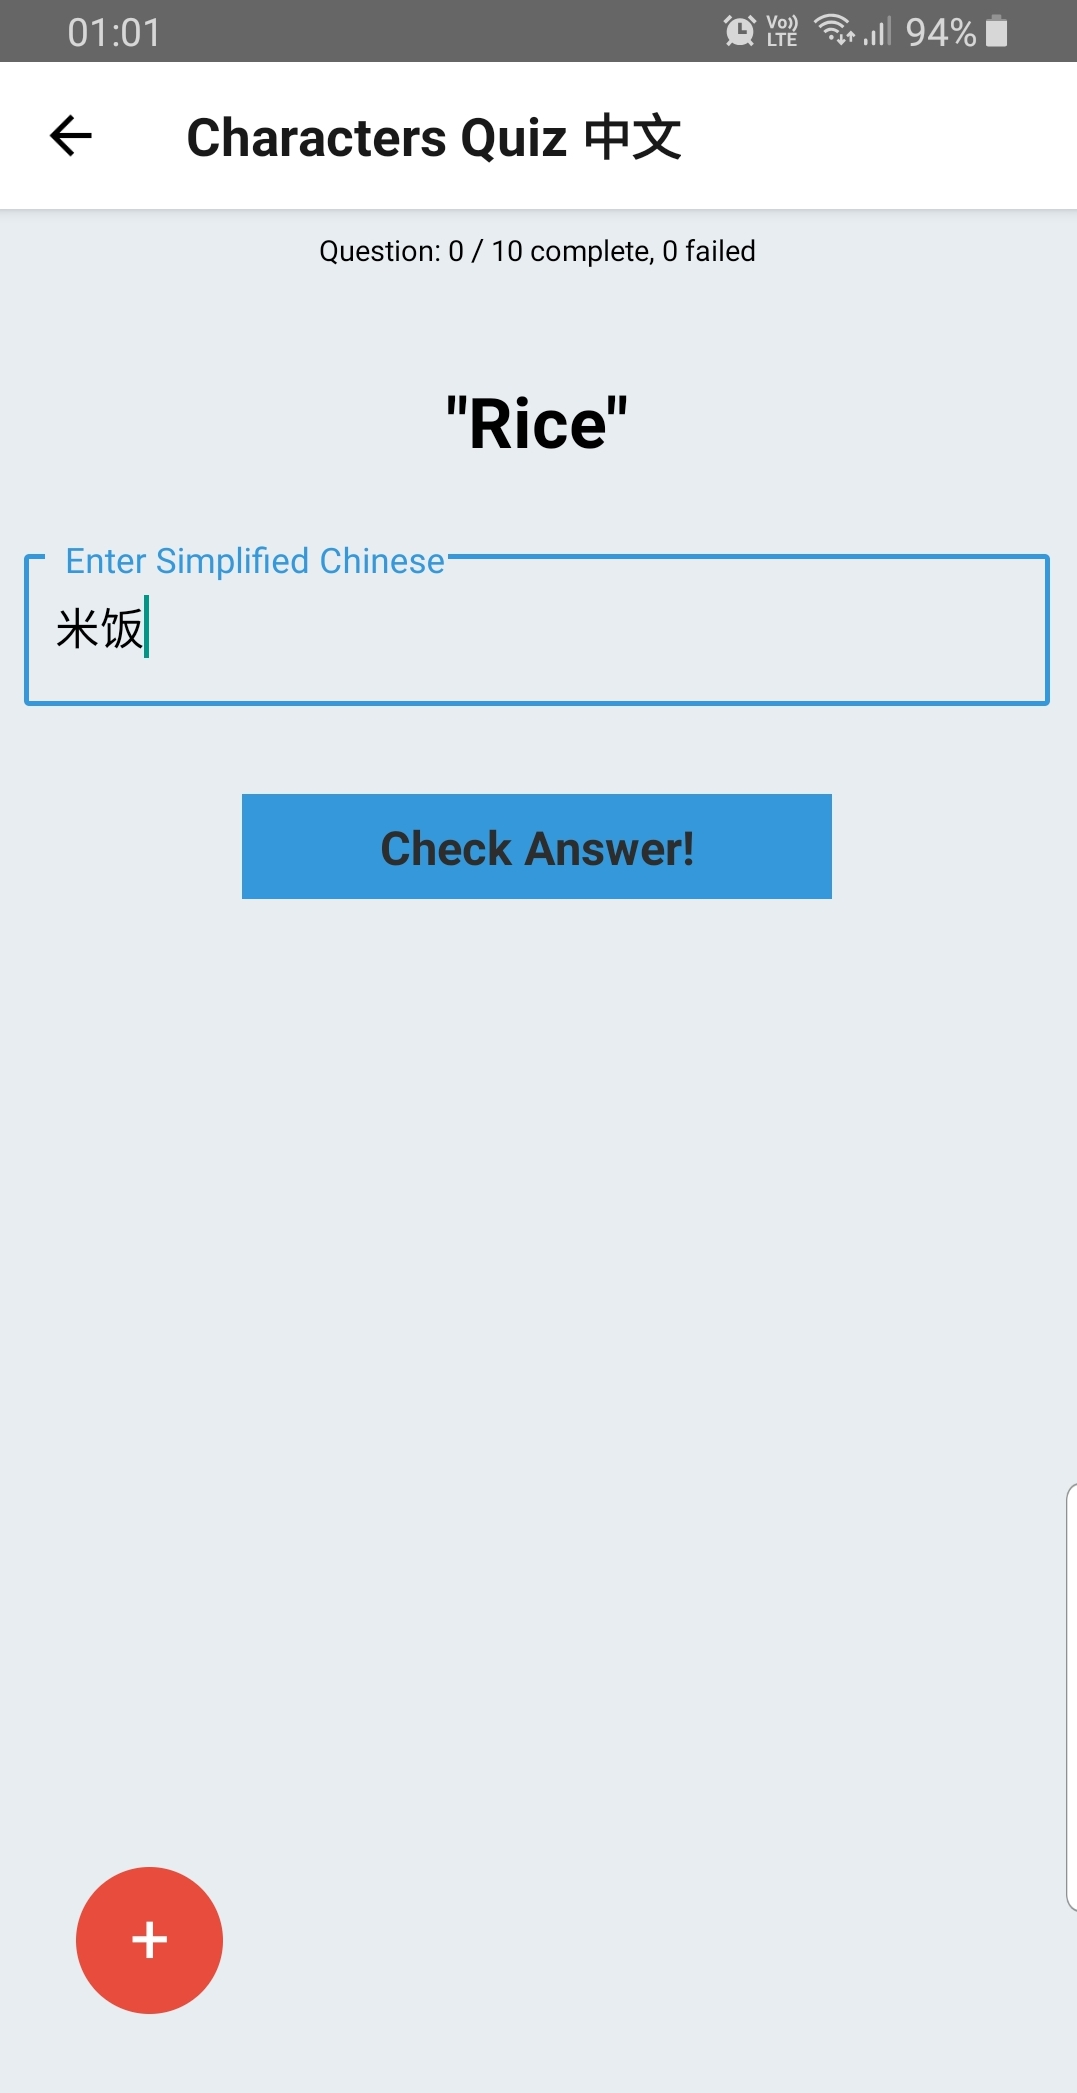 01:01
Vo)) LTE 94%
Characters Quiz 中文
Question: 0 / 10 complete, 0 failed
"Rice"
Enter Simplified Chinese
米饭
Check Answer!
+